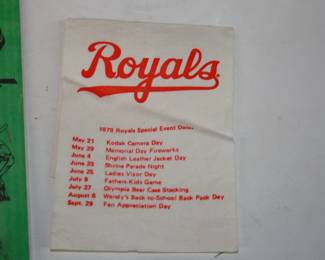 Royals
1978 Royals Special Event Dates
May 21 Kodak Camera Day
May 29 Memorial Day Fireworks
June 4 English Leather Jacket Day
June 23 Shrine Parade Night
June 25 Ladies Visor Day
July 9 Fathers-Kids Game
July 27 Olympia Beer Case Stacking
August 6 Wendy's Back-to-School Back Pack Day
Sept. 29 Fan Appreciation Day